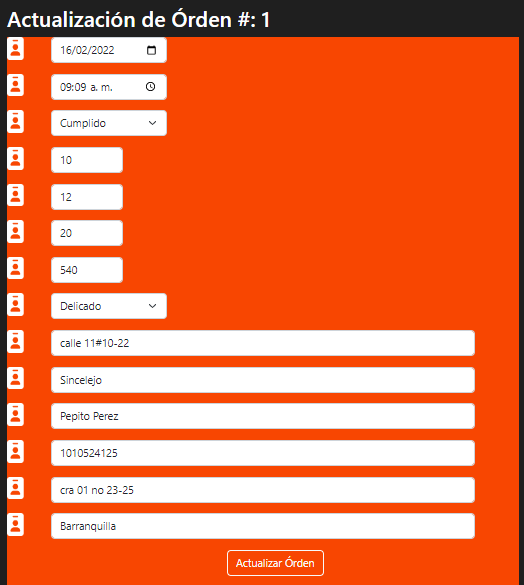 Actualización de Órden #: 1
16/02/2022
09:09 a. m.
Cumplido
10
12
20
540
Delicado
calle 11#10-22
Sincelejo
Pepito Perez
1010524125
cra 01 no 23-25
Barranquilla
Actualizar Órden